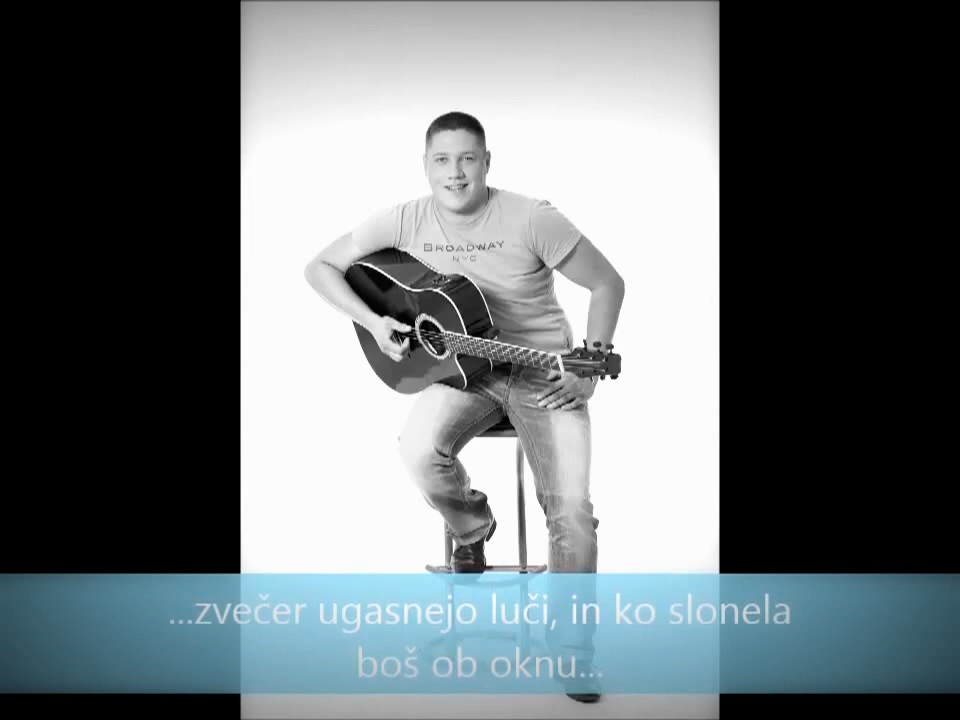 BROADWAY
NYC
...zvečer ugasnejo luči, in ko slonela
boš ob oknu...